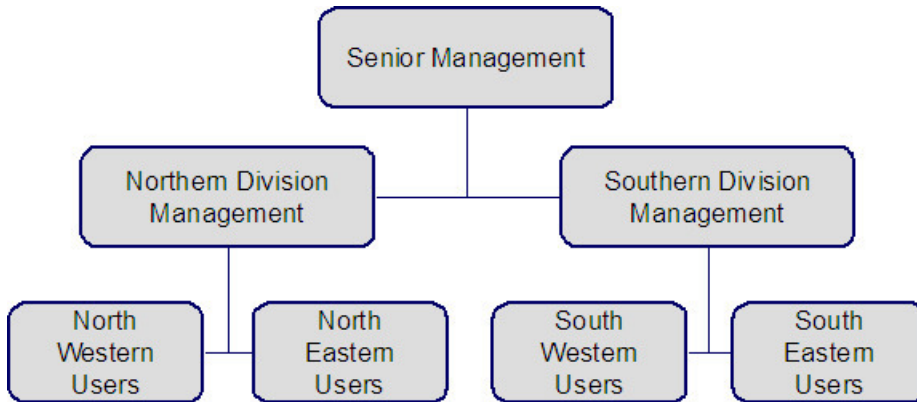 Senior Management
Northern Division
Management
Southern Division
Management
North
Western
Users
North
Eastern
Users
South
Western
Users
South
Eastern
Users